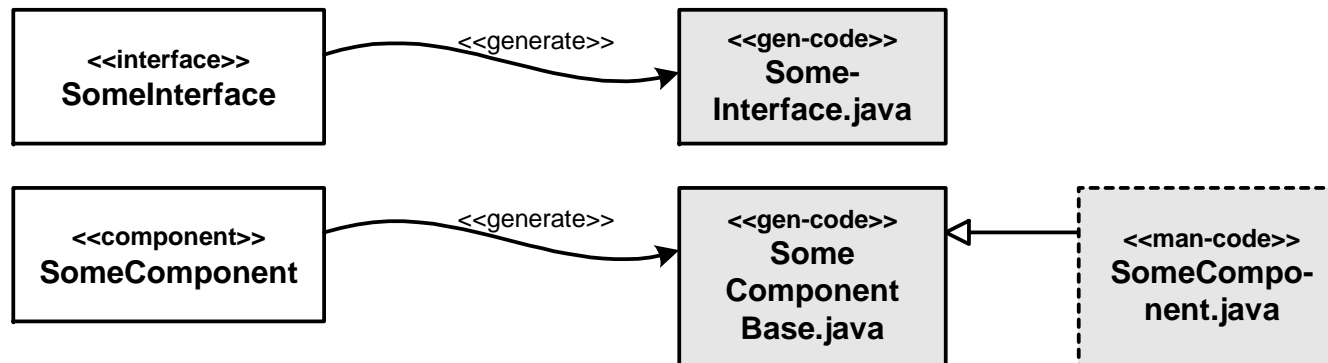 <<interface>>
SomeInterface
<<generate>>
<<gen-code>>
Some-
Interface.java
<<component>>
SomeComponent
<<generate>>
<<gen-code>>
Some
Component
Base.java
<<man-code>>
SomeCompo-
nent.java